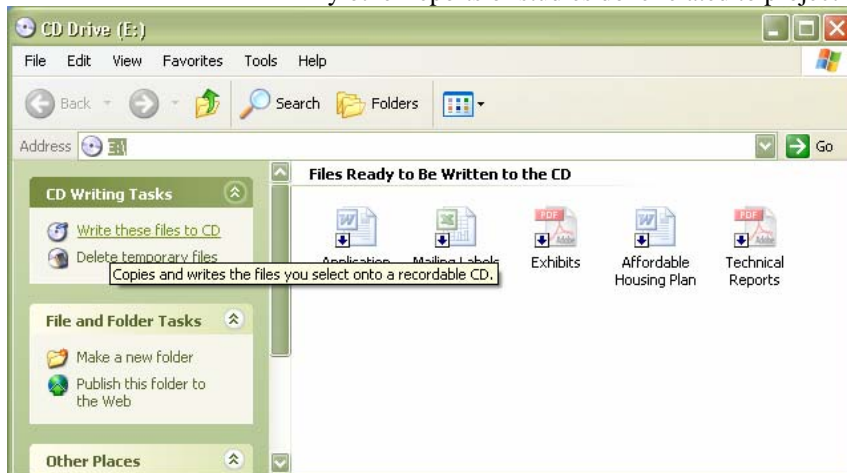 CD Drive (E:)
File Edit View Favorites Tools Help
Back Search Folders
Address E:\ Go
CD Writing Tasks
Write these files to CD
Delete temporary files
Copies and writes the files you select onto a recordable CD.
File and Folder Tasks
Make a new folder
Publish this folder to
the Web
Other Places
Files Ready to Be Written to the CD
Application Mailing Labels Exhibits Affordable
Housing Plan Technical
Reports